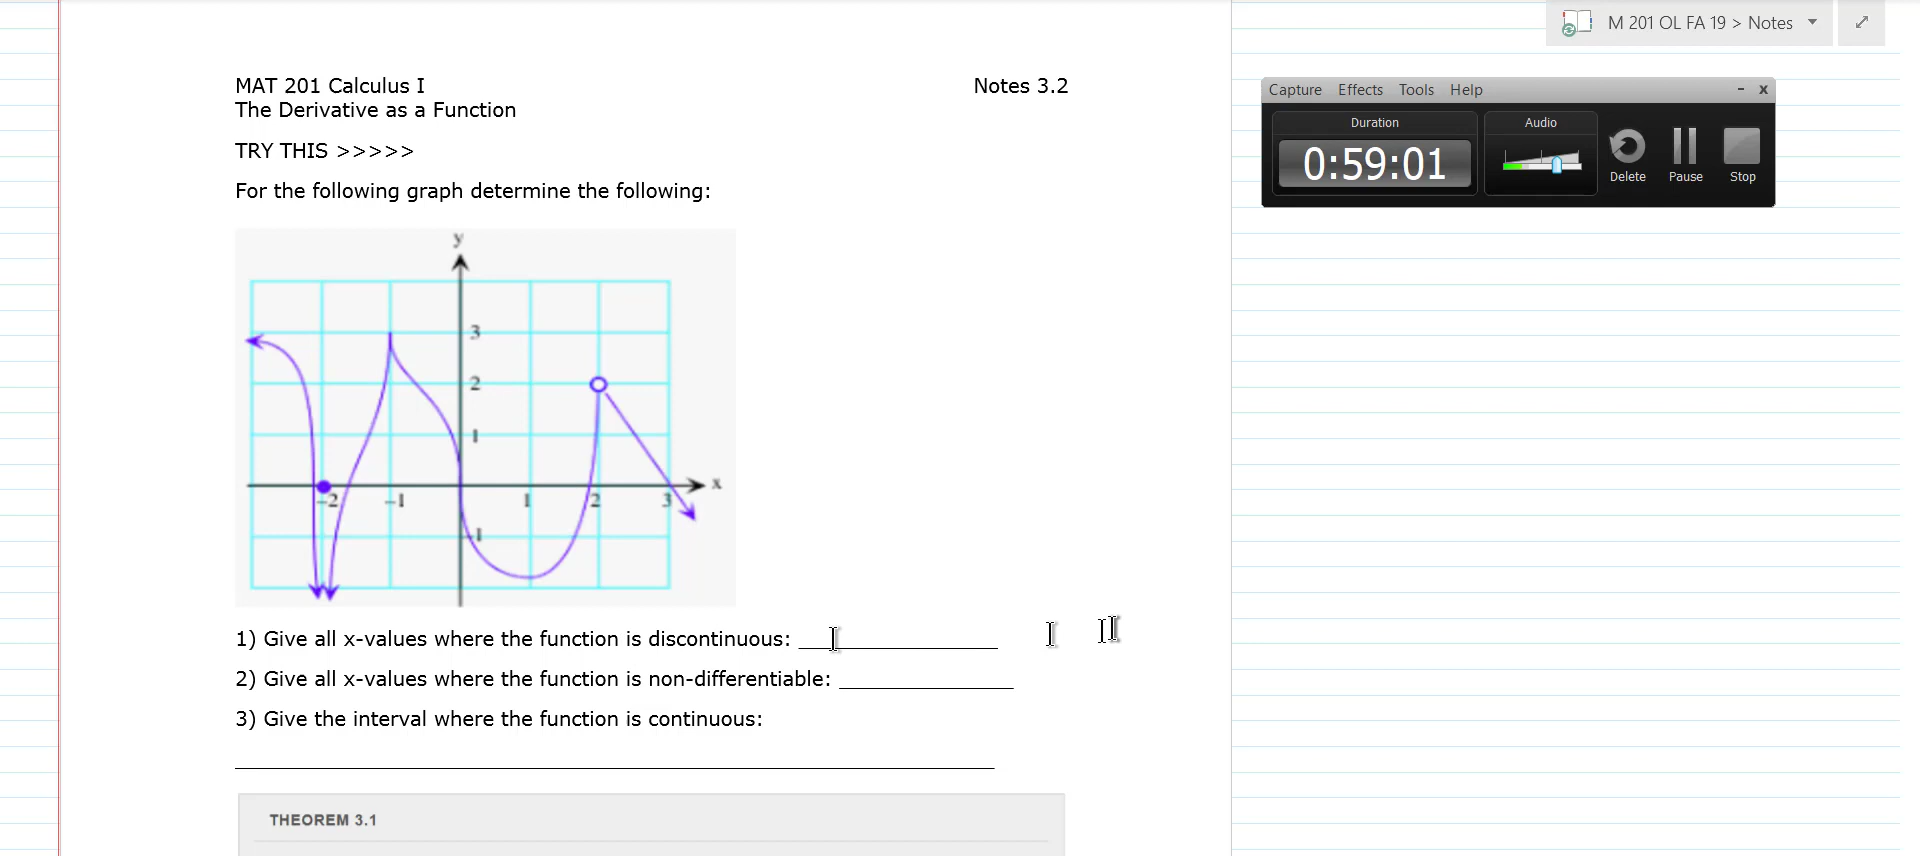 M 201 OL FA 19 > Notes
MAT 201 Calculus I Notes 3.2
The Derivative as a Function
TRY THIS >>>>>
For the following graph determine the following:
y
3
2
1
-1
-2 -1 1 2 3 x
1) Give all x-values where the function is discontinuous: ____________________
2) Give all x-values where the function is non-differentiable: ________________
3) Give the interval where the function is continuous:
THEOREM 3.1
Capture Effects Tools Help
Duration Audio
0:59:01
Delete Pause Stop